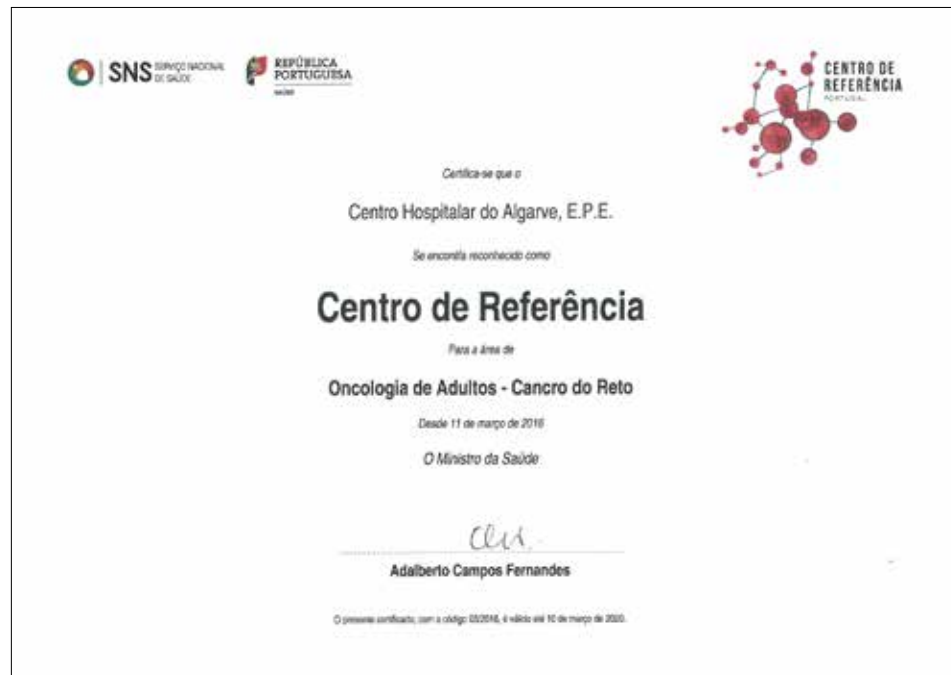 SNS SERVIÇO NACIONAL
DE SAÚDE
REPÚBLICA
PORTUGUESA
SAÚDE
CENTRO DE
REFERÊNCIA
PORTUGAL
Certifica-se que o
Centro Hospitalar do Algarve, E.P.E.
Se encontra reconhecido como
Centro de Referência
Para a área de
Oncologia de Adultos - Cancro do Reto
Desde 11 de março de 2016
O Ministro da Saúde
Adalberto Campos Fernandes
O presente certificado, com o código 03/2016, é válido até 10 de março de 2020.